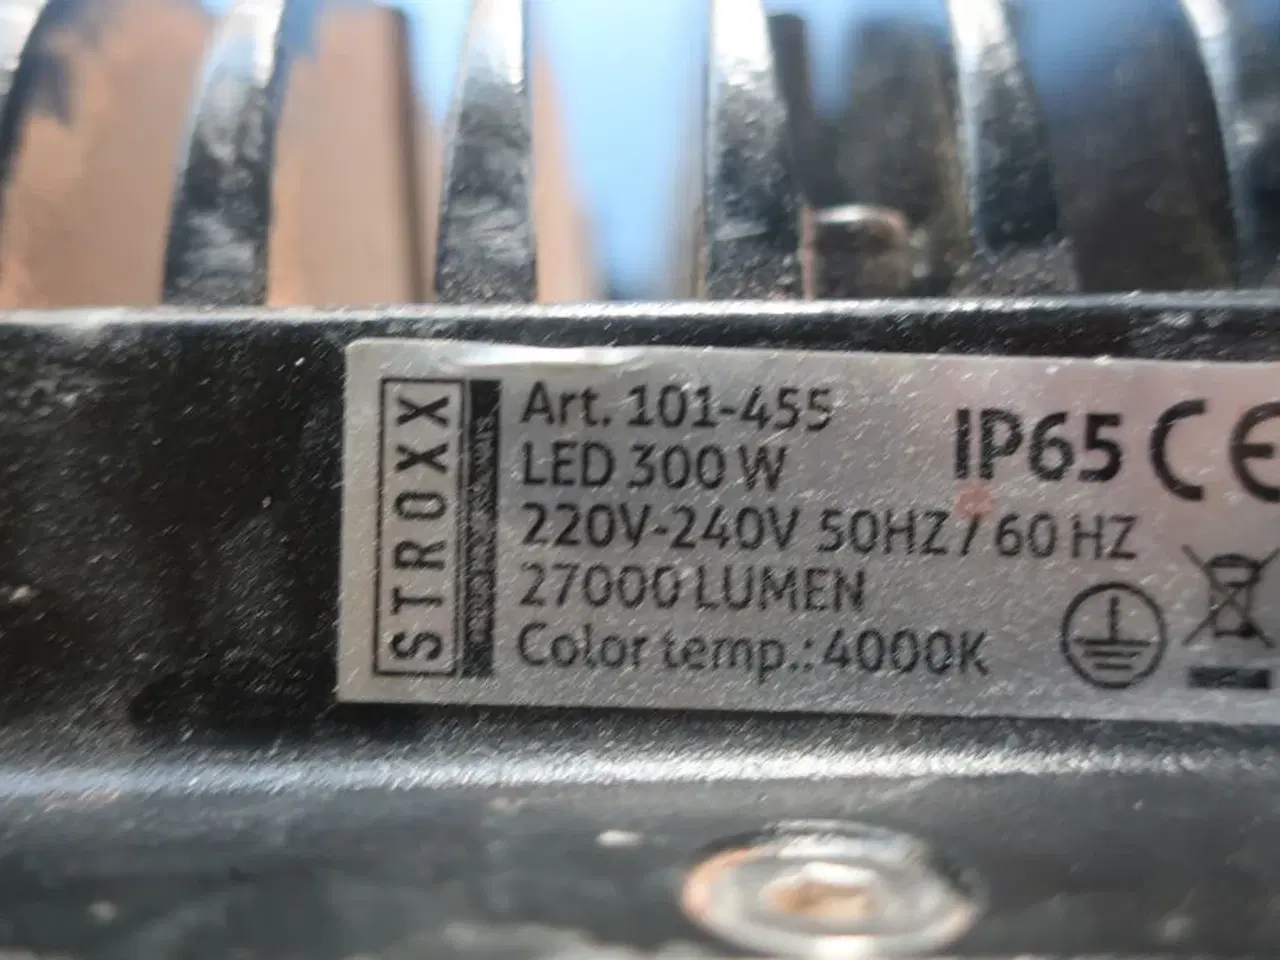 STROXX
Art. 101-455
LED 300 W
220V-240V 50HZ / 60 HZ
27000 LUMEN
Color temp.: 4000K
IP65 CE